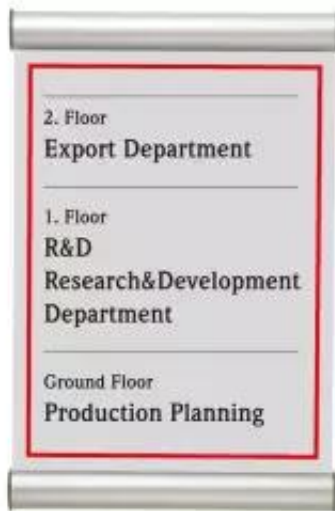 2. Floor
Export Department
1. Floor
R&D
Research&Development
Department
Ground Floor
Production Planning